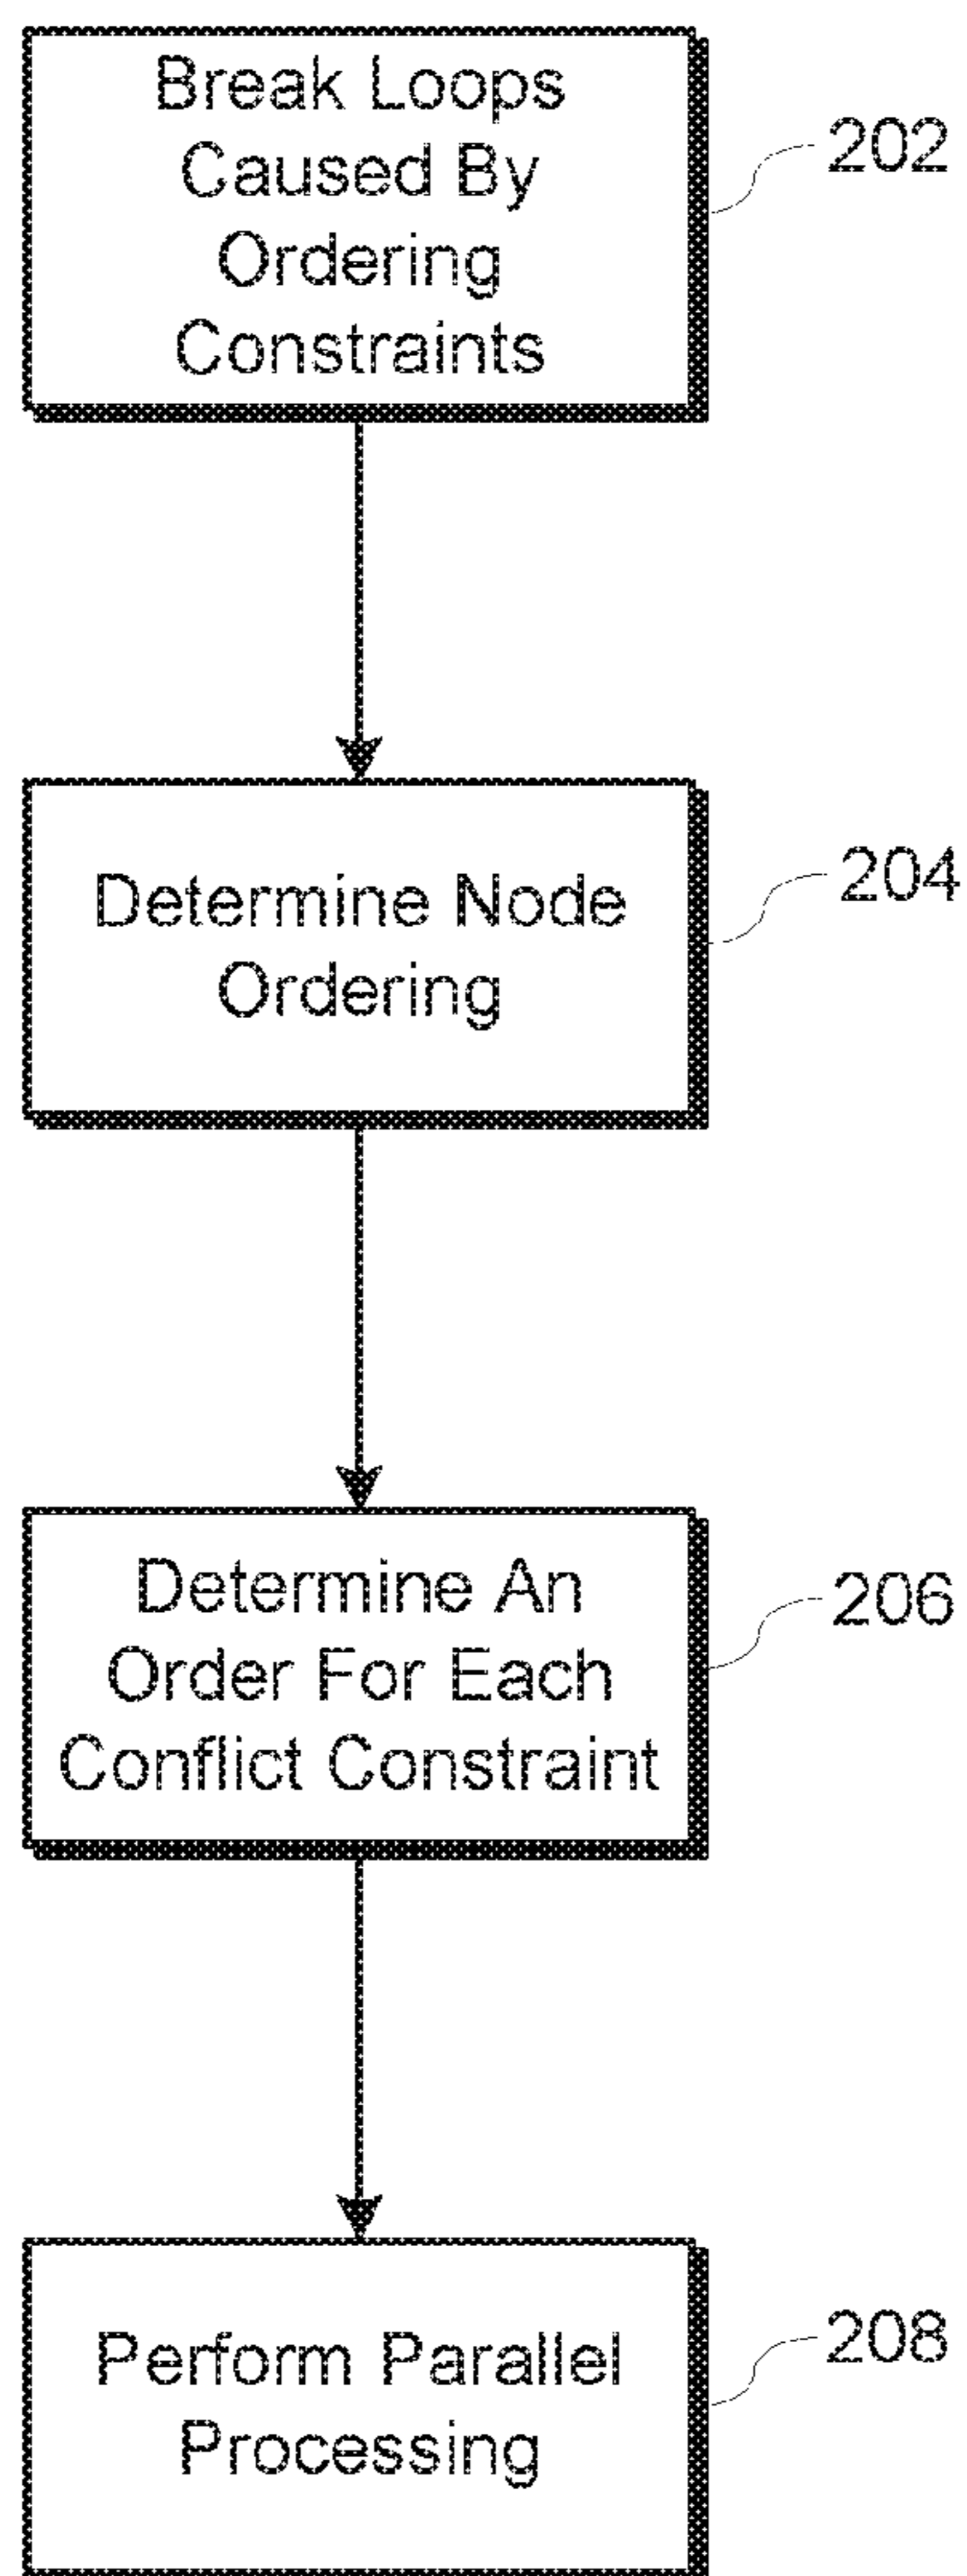 Break Loops
Caused By
Ordering
Constraints
202
Determine Node
Ordering
204
Determine An
Order For Each
Conflict Constraint
206
Perform Parallel
Processing
208